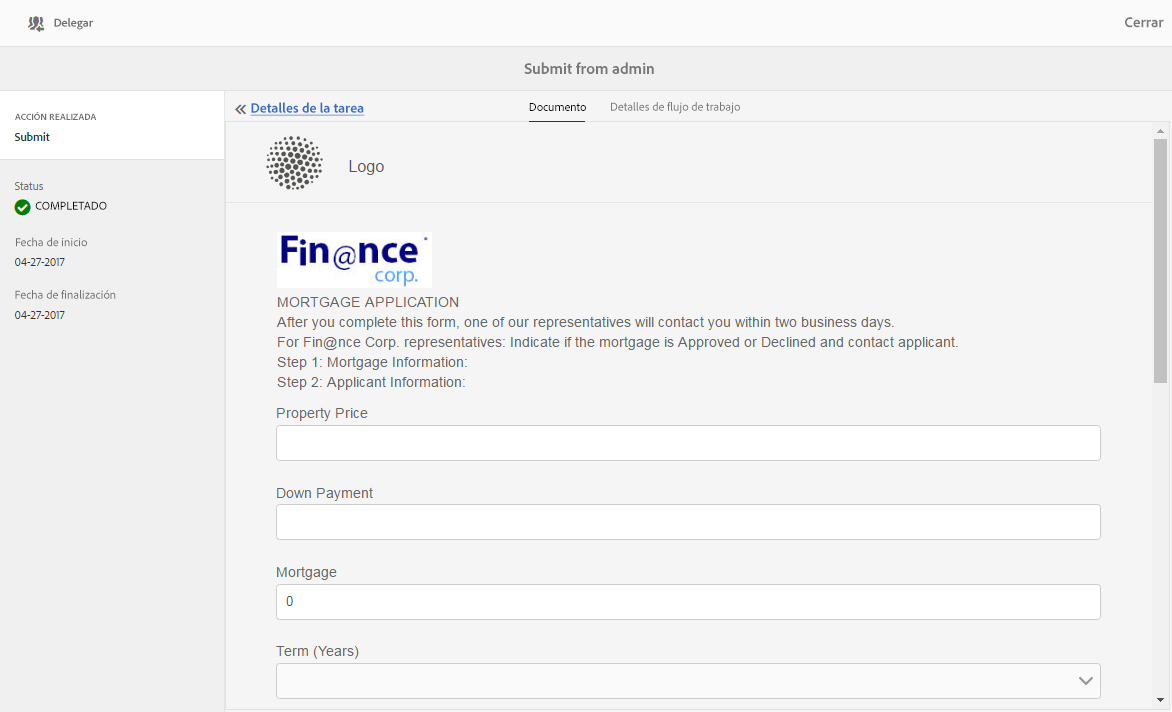 Delegar
Cerrar
Submit from admin
ACCIÓN REALIZADA
Submit
Status
COMPLETADO
Fecha de inicio
04-27-2017
Fecha de finalización
04-27-2017
Detalles de la tarea
Documento
Detalles de flujo de trabajo
Logo
Fin@nce
corp.
MORTGAGE APPLICATION
After you complete this form, one of our representatives will contact you within two business days.
For Fin@nce Corp. representatives: Indicate if the mortgage is Approved or Declined and contact applicant.
Step 1: Mortgage Information:
Step 2: Applicant Information:
Property Price
Down Payment
Mortgage
0
Term (Years)